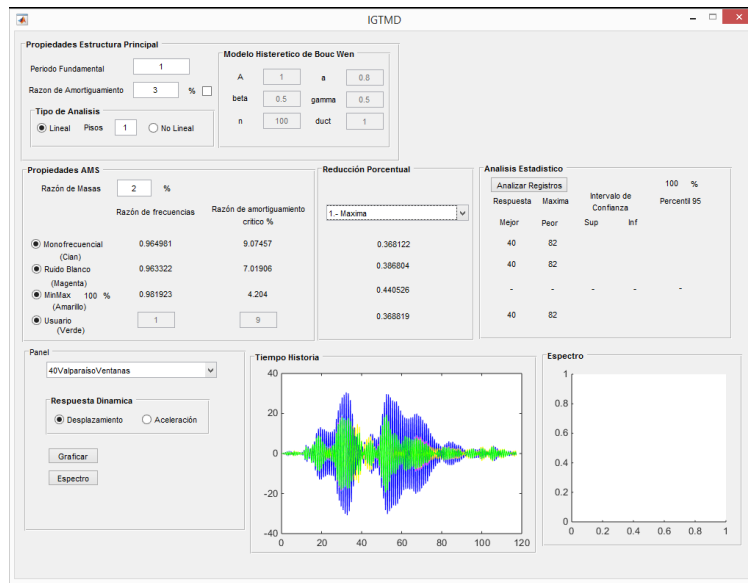 IGTMD
Propiedades Estructura Principal
Periodo Fundamental 1
Razon de Amortiguamiento 3 %
Tipo de Analisis
Lineal Pisos 1 No Lineal
Modelo Histeretico de Bouc Wen
A 1 a 0.8
beta 0.5 gamma 0.5
n 100 duct 1
Propiedades AMS
Razón de Masas 2 %
Razón de frecuencias Razón de amortiguamiento
critico %
Monofrecuencial 0.964981 9.07457
(Cian)
Ruido Blanco 0.963322 7.01906
(Magenta)
MinMax 100 % 0.981923 4.204
(Amarillo)
Usuario 1 9
(Verde)
Reducción Porcentual
1.- Maxima
0.368122
0.386804
0.440526
0.368819
Analisis Estadistico
Analizar Registros 100 %
Respuesta Maxima Intervalo de Confianza Percentil 95
Mejor Peor Sup Inf
40 82
40 82
- - - - -
40 82
Panel
40ValparaísoVentanas
Respuesta Dinamica
Desplazamiento Aceleración
Graficar
Espectro
Tiempo Historia
40
20
0
-20
-40
0 20 40 60 80 100 120
Espectro
1
0.8
0.6
0.4
0.2
0
0 0.2 0.4 0.6 0.8 1